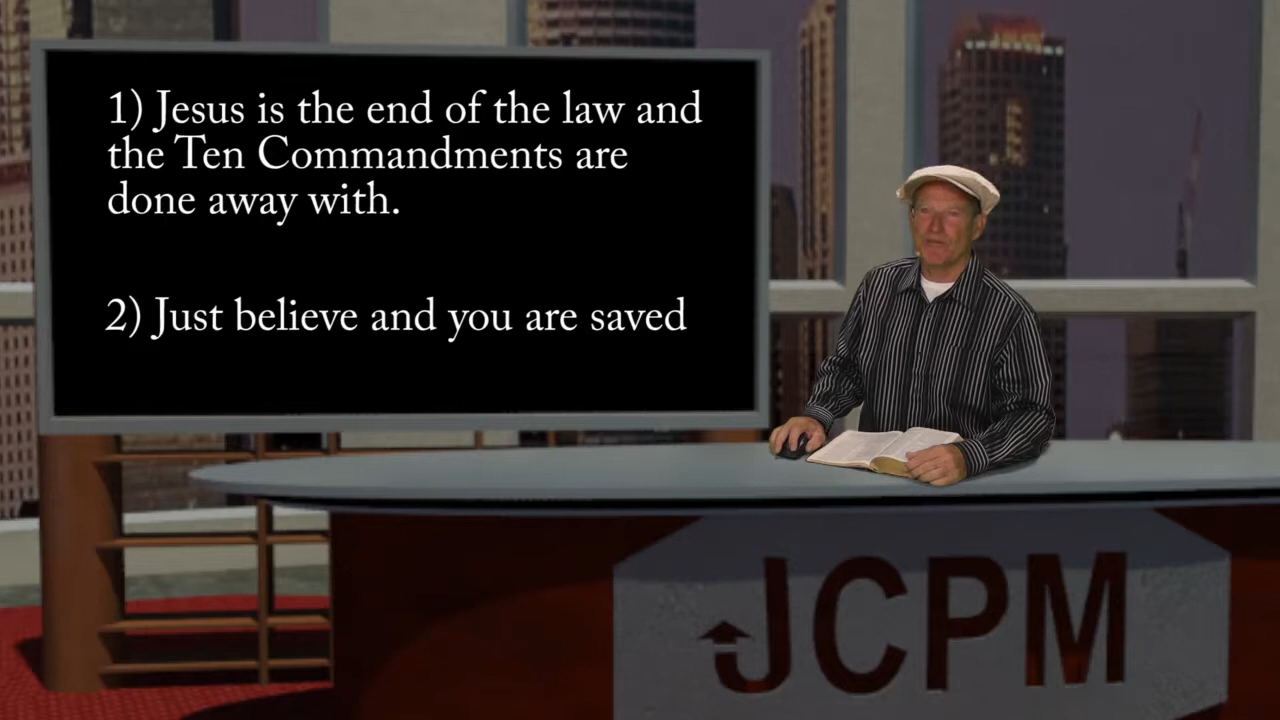 1) Jesus is the end of the law and
the Ten Commandments are
done away with.
2) Just believe and you are saved
JCPM